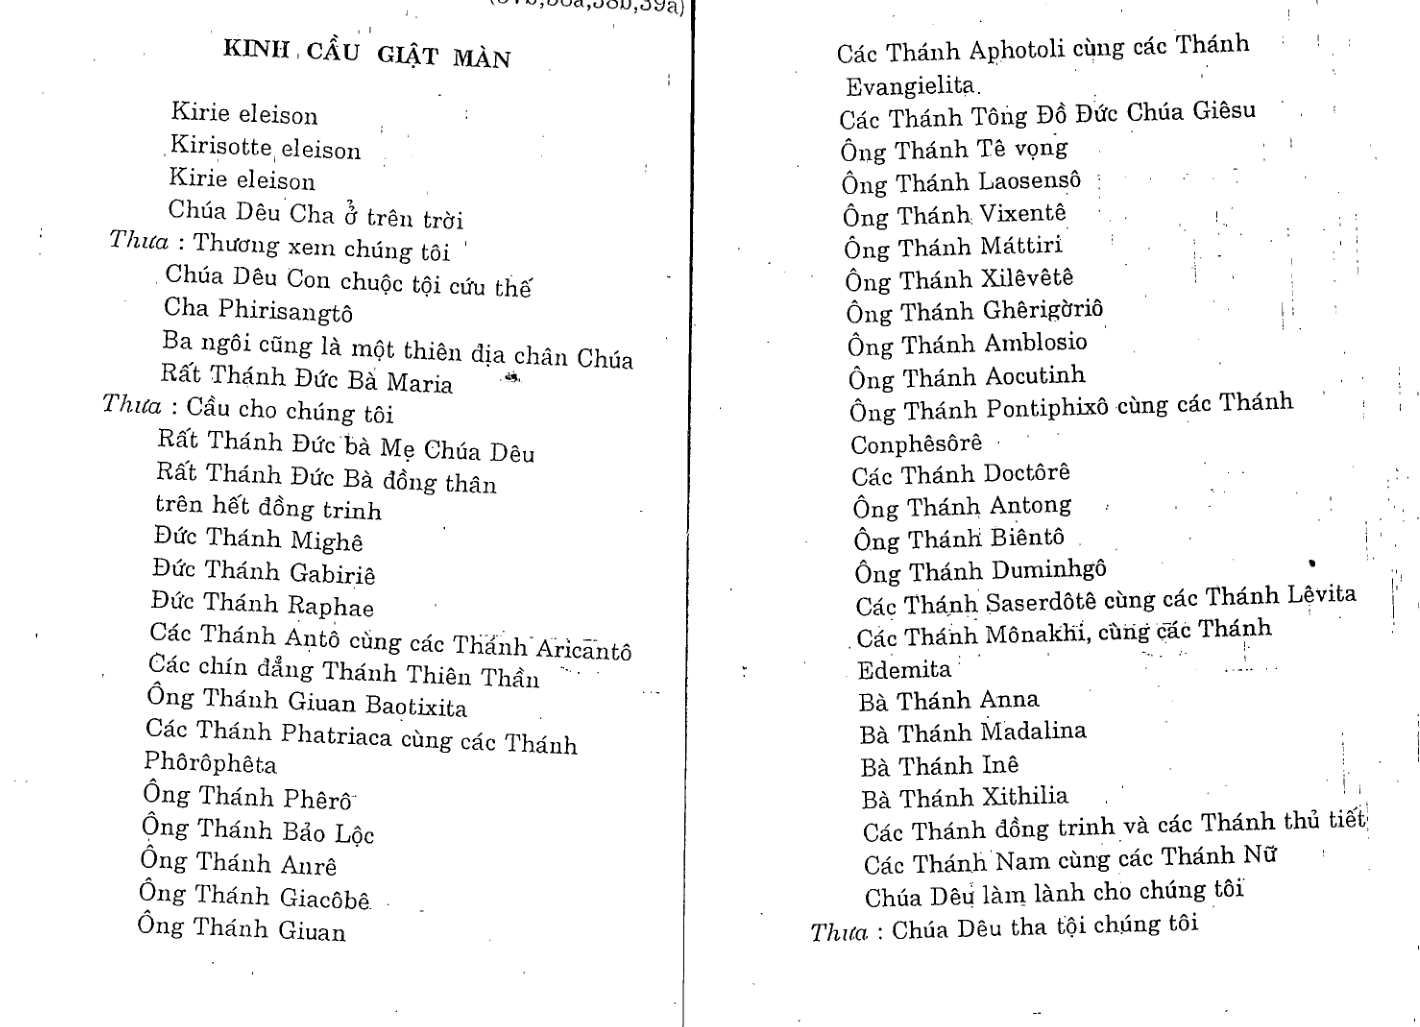 (37b,38a,38b,39a)
KINH CẦU GIẬT MÀN
Kirie eleison
Kirisotte eleison
Kirie eleison
Chúa Dêu Cha ở trên trời
Thưa : Thương xem chúng tôi
Chúa Dêu Con chuộc tội cứu thế
Cha Phirisangtô
Ba ngôi cũng là một thiên địa chân Chúa
Rất Thánh Đức Bà Maria
Thưa : Cầu cho chúng tôi
Rất Thánh Đức bà Mẹ Chúa Dêu
Rất Thánh Đức Bà đồng thân
trên hết đồng trinh
Đức Thánh Mighê
Đức Thánh Gabiriê
Đức Thánh Raphae
Các Thánh Antô cùng các Thánh Aricantô
Các chín đẳng Thánh Thiên Thần
Ông Thánh Giuan Baotixita
Các Thánh Phatriaca cùng các Thánh
Phôrôphêta
Ông Thánh Phêrô
Ông Thánh Bảo Lộc
Ông Thánh Anrê
Ông Thánh Giacôbê
Ông Thánh Giuan
Các Thánh Aphotoli cùng các Thánh
Evangielita.
Các Thánh Tông Đồ Đức Chúa Giêsu
Ông Thánh Tê vọng
Ông Thánh Laosensô
Ông Thánh Vixentê
Ông Thánh Máttiri
Ông Thánh Xilêvêtê
Ông Thánh Ghêrigờriô
Ông Thánh Amblosio
Ông Thánh Aocutinh
Ông Thánh Pontiphixô cùng các Thánh
Conphêsôrê
Các Thánh Doctôrê
Ông Thánh Antong
Ông Thánh Biêntô
Ông Thánh Duminhgô
Các Thánh Saserdôtê cùng các Thánh Lêvita
Các Thánh Mônakhi, cùng các Thánh
Edemita
Bà Thánh Anna
Bà Thánh Madalina
Bà Thánh Inê
Bà Thánh Xithilia
Các Thánh đồng trinh và các Thánh thủ tiết
Các Thánh Nam cùng các Thánh Nữ
Chúa Dêu làm lành cho chúng tôi
Thưa : Chúa Dêu tha tội chúng tôi